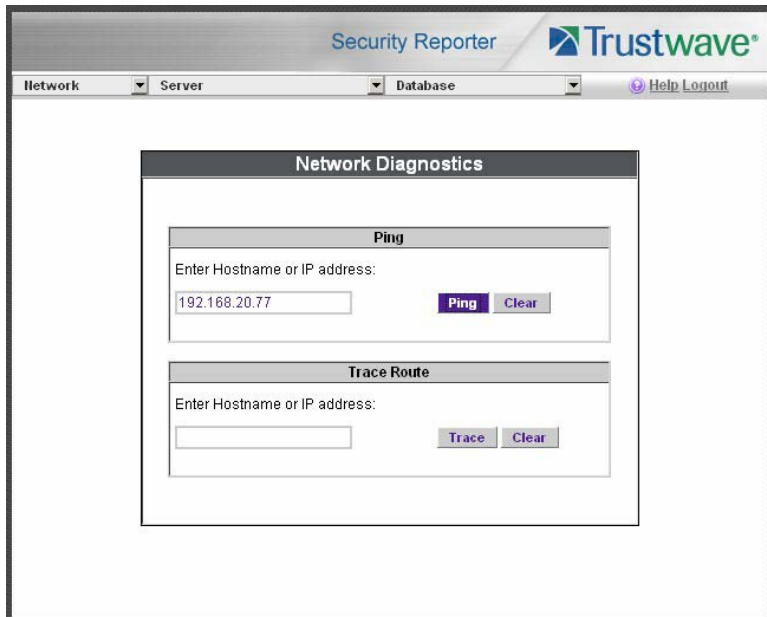 Security Reporter Trustwave®
Network Server Database Help Logout
Network Diagnostics
Ping
Enter Hostname or IP address:
192.168.20.77 Ping Clear
Trace Route
Enter Hostname or IP address:
Trace Clear